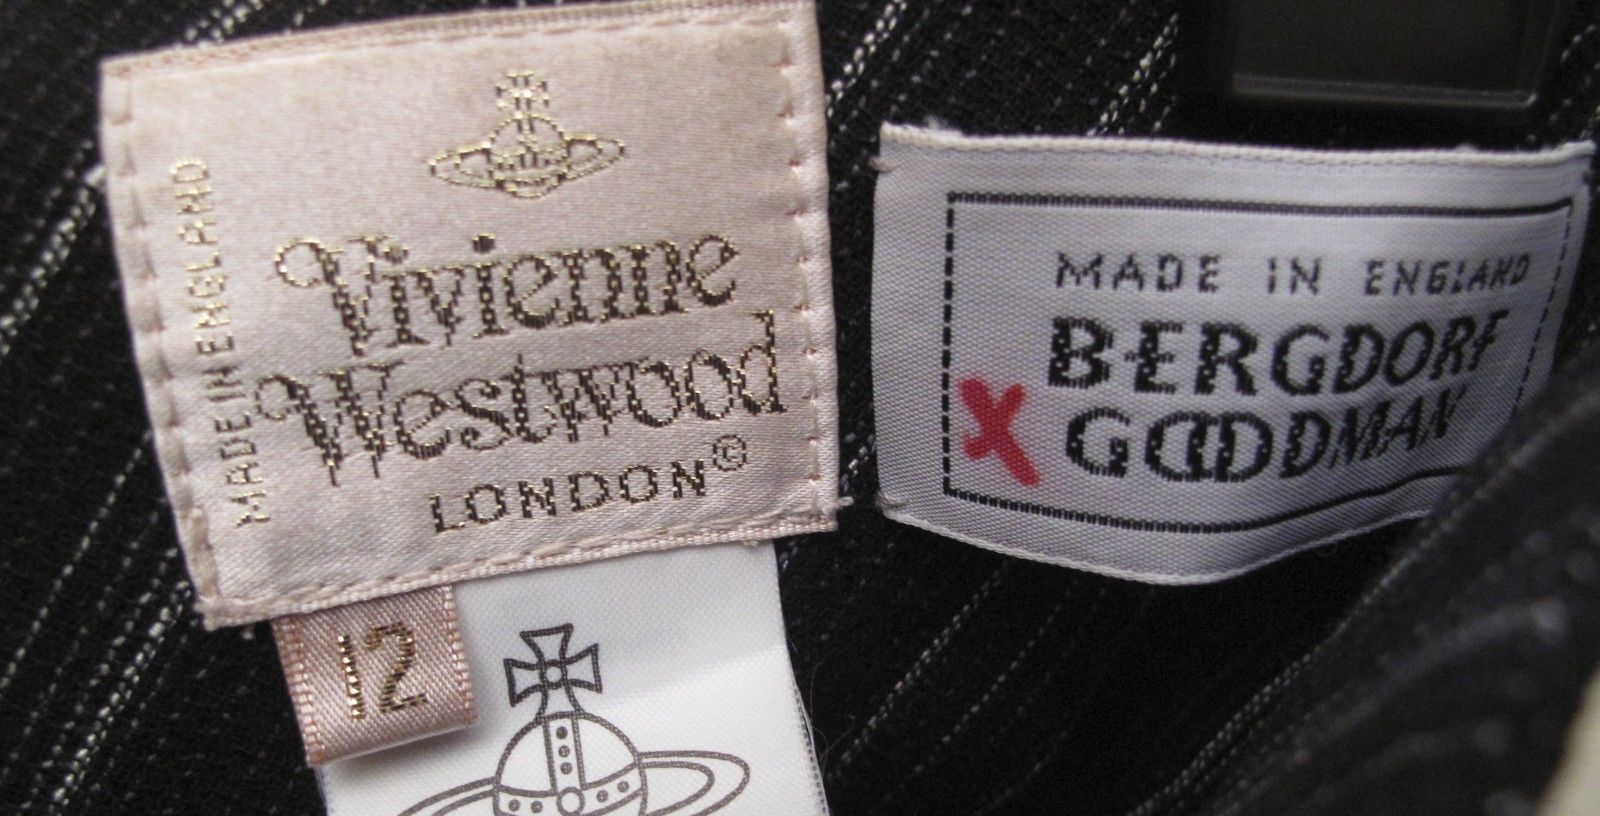 MADE IN ENGLAND
Vivienne
Westwood
LONDON©
12
MADE IN ENGLAND
BERGDORF
GOODMAN